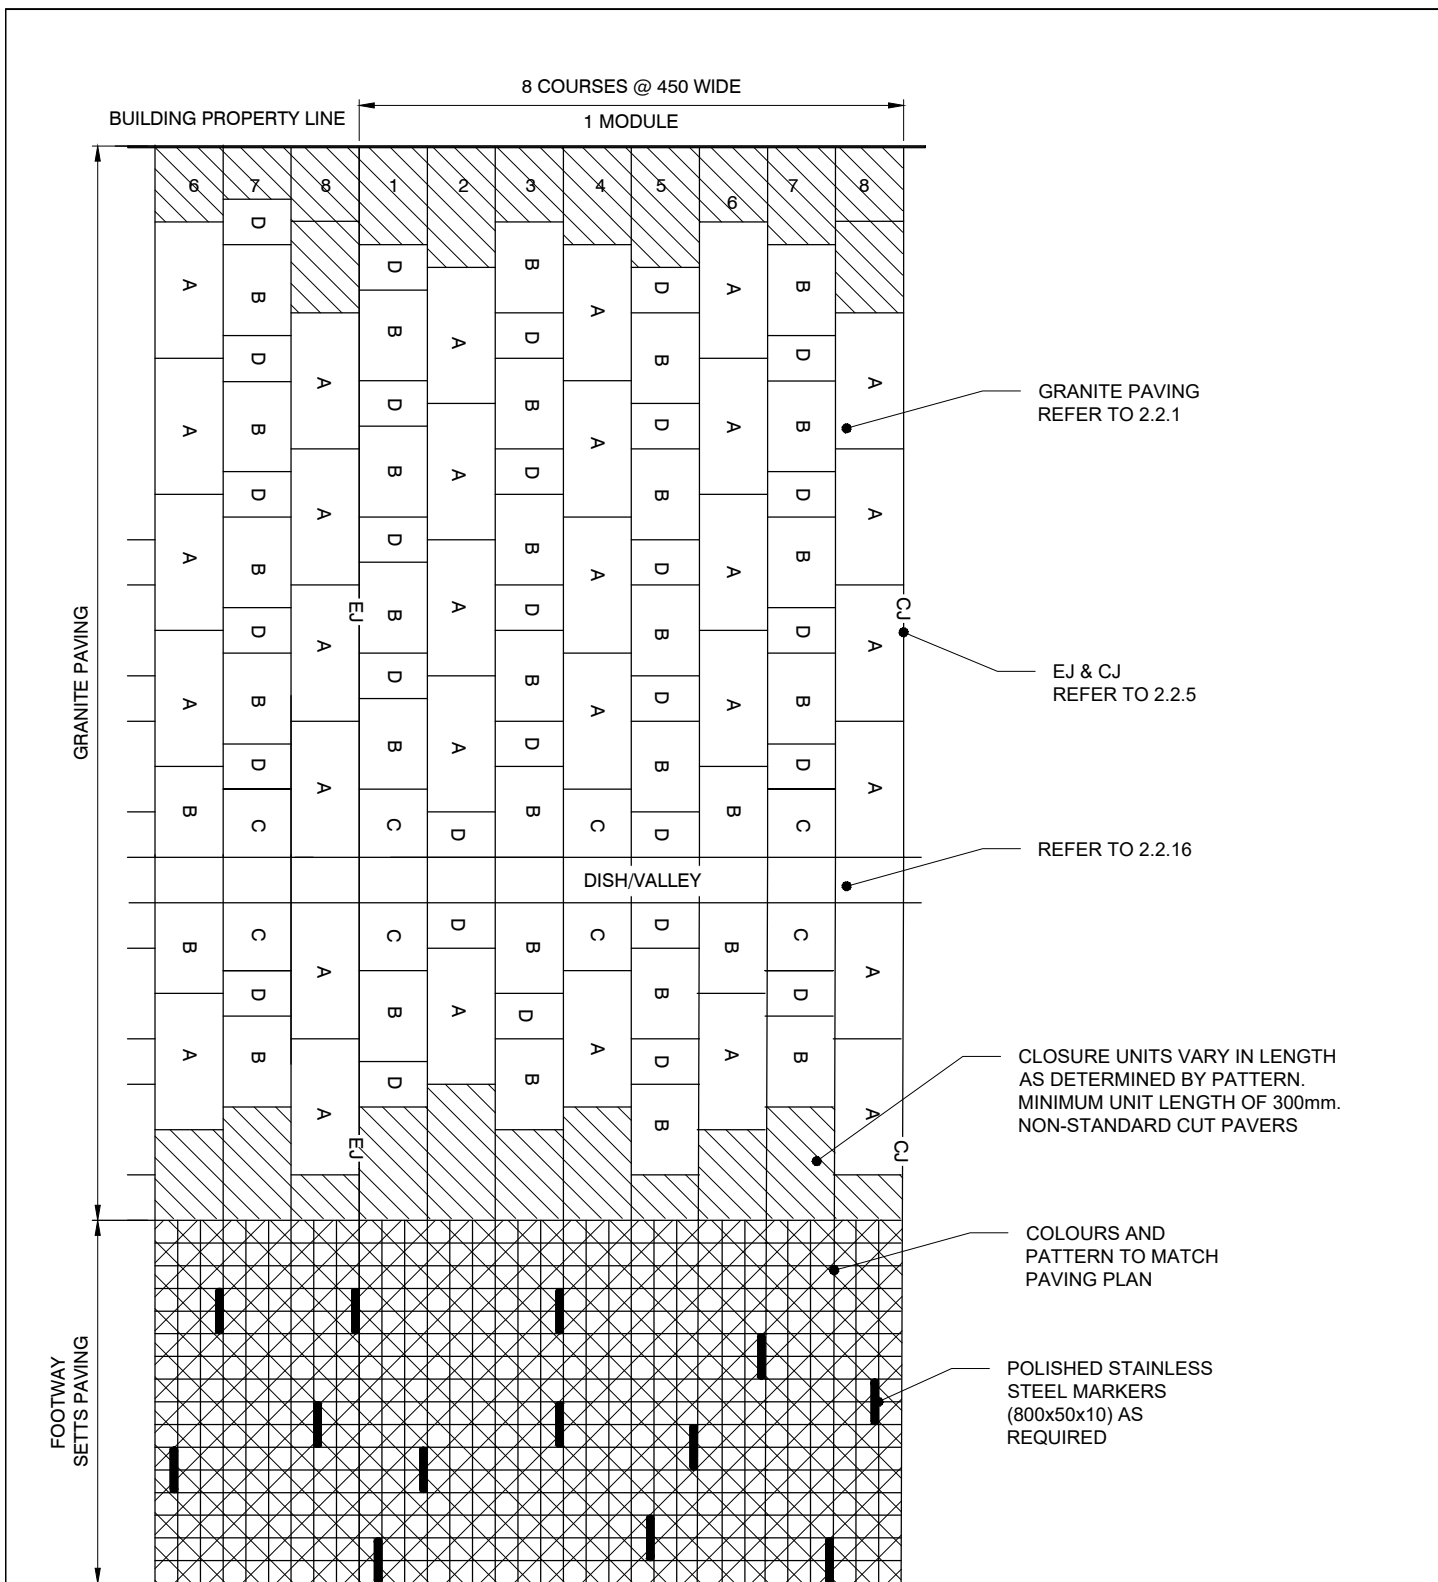 8 COURSES @ 450 WIDE
BUILDING PROPERTY LINE
1 MODULE
6 7 8 1 2 3 4 5 6 7 8
D
D B B
A B D A D A B
B A D A B D A
D A B A
A B D A B A D B A
D B D A B D
A B A D B A
D D B A D A B
B D D
A A B D B A D A
A B D B A D A B A
D B A D A B D
B C A C D B C D B C A
DISH/VALLEY
B C A C D B C D B C A
D B A D B D
A B A D B A D A B A
A D B B A
GRANITE PAVING
EJ
EJ
CJ
CJ
GRANITE PAVING
REFER TO 2.2.1
EJ & CJ
REFER TO 2.2.5
REFER TO 2.2.16
CLOSURE UNITS VARY IN LENGTH
AS DETERMINED BY PATTERN.
MINIMUM UNIT LENGTH OF 300mm.
NON-STANDARD CUT PAVERS
COLOURS AND
PATTERN TO MATCH
PAVING PLAN
FOOTWAY
SETTS PAVING
POLISHED STAINLESS
STEEL MARKERS
(800x50x10) AS
REQUIRED